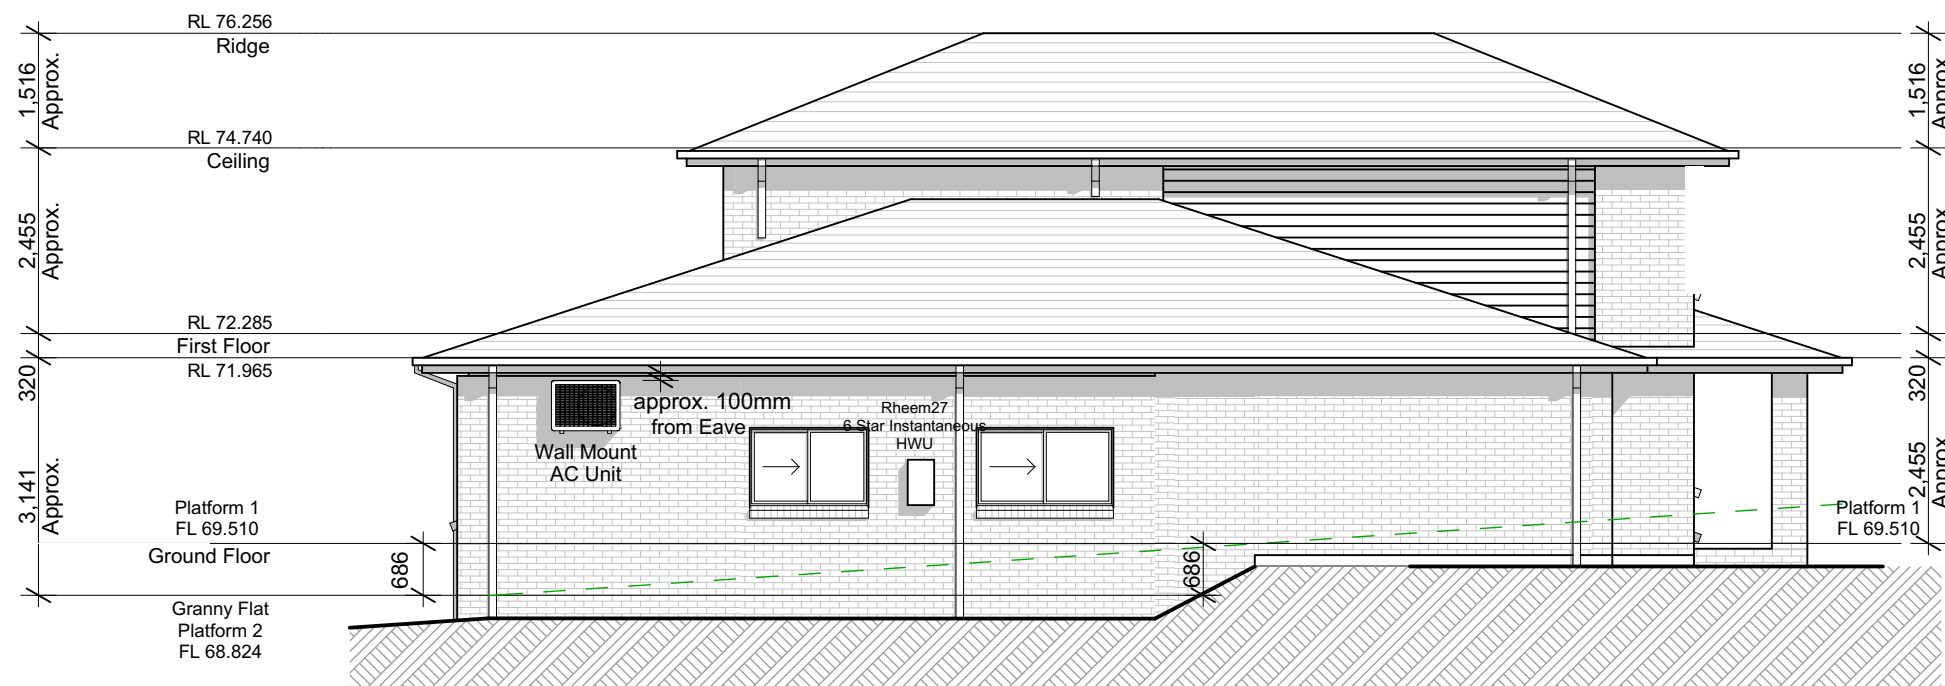 RL 76.256
Ridge
1,516
Approx.
1,516
Approx.
RL 74.740
Ceiling
2,455
Approx.
2,455
Approx.
RL 72.285
First Floor
RL 71.965
320
320
approx. 100mm
from Eave
Rheem27
6 Star Instantaneous
HWU
Wall Mount
AC Unit
3,141
Approx.
2,455
Approx.
Platform 1
FL 69.510
Ground Floor
Platform 1
FL 69.510
686
686
Granny Flat
Platform 2
FL 68.824